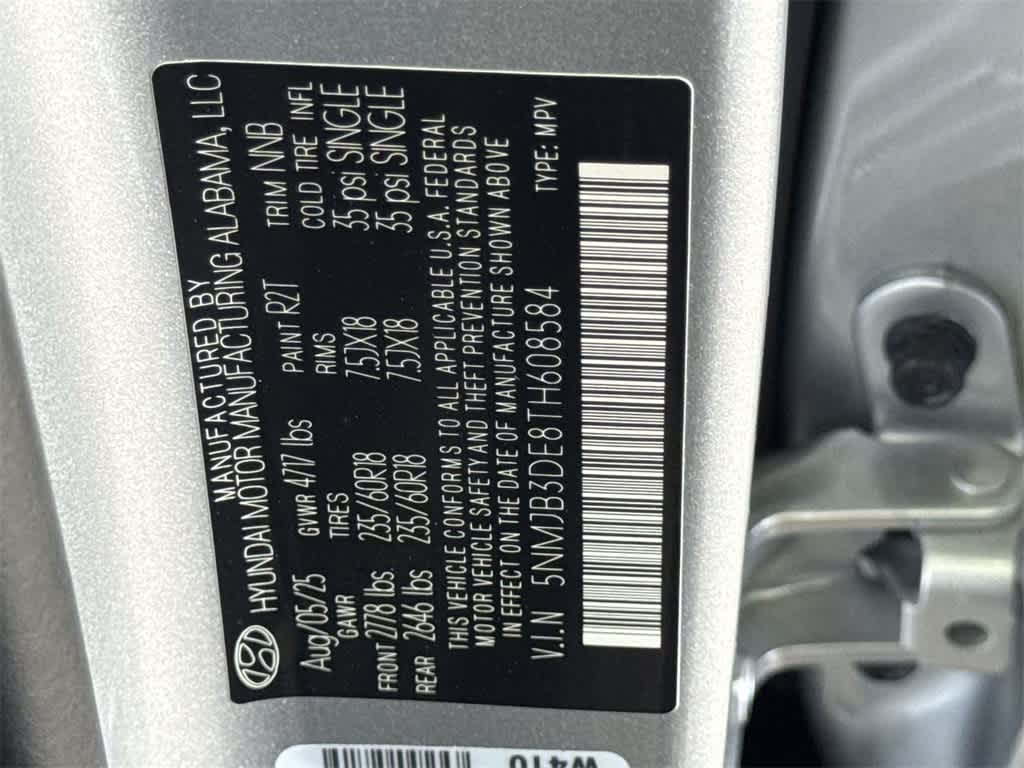 MANUFACTURED BY
HYUNDAI MOTOR MANUFACTURING ALABAMA, LLC
Aug/05/25 GVWR 4717 lbs PAINT R2T TRIM NNB
GAWR TIRES RIMS COLD TIRE INFL
FRONT 2778 lbs 235/60R18 7.5JX18 35 psi SINGLE
REAR 2646 lbs 235/60R18 7.5JX18 35 psi SINGLE
THIS VEHICLE CONFORMS TO ALL APPLICABLE U.S.A. FEDERAL
MOTOR VEHICLE SAFETY AND THEFT PREVENTION STANDARDS
IN EFFECT ON THE DATE OF MANUFACTURE SHOWN ABOVE
V.I.N 5NMJB3DE8TH608584 TYPE: MPV
W410